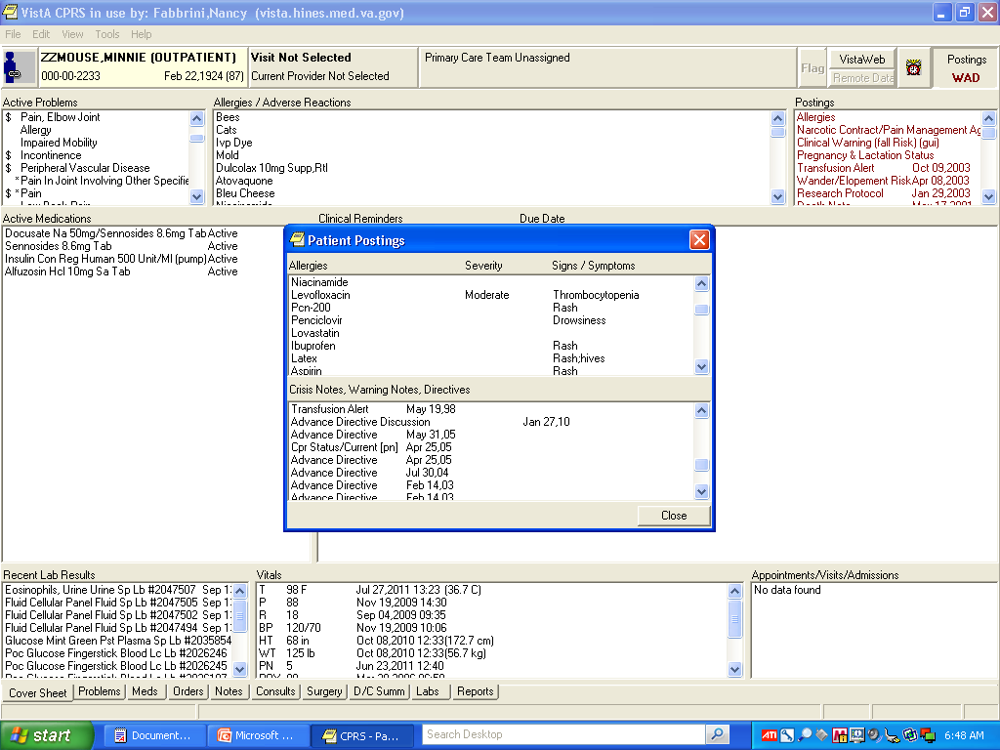 VistA CPRS in use by: Fabbrini,Nancy (vista.hines.med.va.gov)
File Edit View Tools Help
ZZMOUSE,MINNIE (OUTPATIENT) Visit Not Selected Primary Care Team Unassigned Flag VistaWeb Postings
000-00-2233 Feb 22,1924 (87) Current Provider Not Selected Remote Data WAD
Active Problems
$ Pain, Elbow Joint
Allergy
Impaired Mobility
$ Incontinence
$ Peripheral Vascular Disease
*Pain In Joint Involving Other Specifie
$ *Pain
Low Back Pain
Allergies / Adverse Reactions
Bees
Cats
Ivp Dye
Mold
Dulcolax 10mg Supp,Rtl
Atovaquone
Bleu Cheese
Niacinamide
Postings
Allergies
Narcotic Contract/Pain Management Ag
Clinical Warning (fall Risk) (gui)
Pregnancy & Lactation Status
Transfusion Alert Oct 09,2003
Wander/Elopement Risk Apr 08,2003
Research Protocol Jan 29,2003
Death Note May 17,2001
Active Medications
Docusate Na 50mg/Sennosides 8.6mg Tab Active
Sennosides 8.6mg Tab Active
Insulin Con Reg Human 500 Unit/Ml (pump) Active
Alfuzosin Hcl 10mg Sa Tab Active
Clinical Reminders Due Date
Patient Postings
Allergies Severity Signs / Symptoms
Niacinamide
Levofloxacin Moderate Thrombocytopenia
Pcn-200 Rash
Penciclovir Drowsiness
Lovastatin
Ibuprofen Rash
Latex Rash;hives
Aspirin Rash
Crisis Notes, Warning Notes, Directives
Transfusion Alert May 19,98
Advance Directive Discussion Jan 27,10
Advance Directive May 31,05
Cpr Status/Current [pn] Apr 25,05
Advance Directive Apr 25,05
Advance Directive Jul 30,04
Advance Directive Feb 14,03
Advance Directive Feb 14,03
Close
Recent Lab Results
Eosinophils, Urine Urine Sp Lb #2047507 Sep 1
Fluid Cellular Panel Fluid Sp Lb #2047505 Sep 1
Fluid Cellular Panel Fluid Sp Lb #2047502 Sep 1
Fluid Cellular Panel Fluid Sp Lb #2047494 Sep 1
Glucose Mint Green Pst Plasma Sp Lb #2035854
Poc Glucose Fingerstick Blood Lc Lb #2026246
Poc Glucose Fingerstick Blood Lc Lb #2026245
Poc Glucose Fingerstick Blood Lc Lb
Vitals
T 98 F Jul 27,2011 13:23 (36.7 C)
P 88 Nov 19,2009 14:30
R 18 Sep 04,2009 09:35
BP 120/70 Nov 19,2009 10:06
HT 68 in Oct 08,2010 12:33(172.7 cm)
WT 125 lb Oct 08,2010 12:33(56.7 kg)
PN 5 Jun 23,2011 12:40
Appointments/Visits/Admissions
No data found
Cover Sheet Problems Meds Orders Notes Consults Surgery D/C Summ Labs Reports
start Document... Microsoft ... CPRS - Pa... Search Desktop ATI 6:48 AM